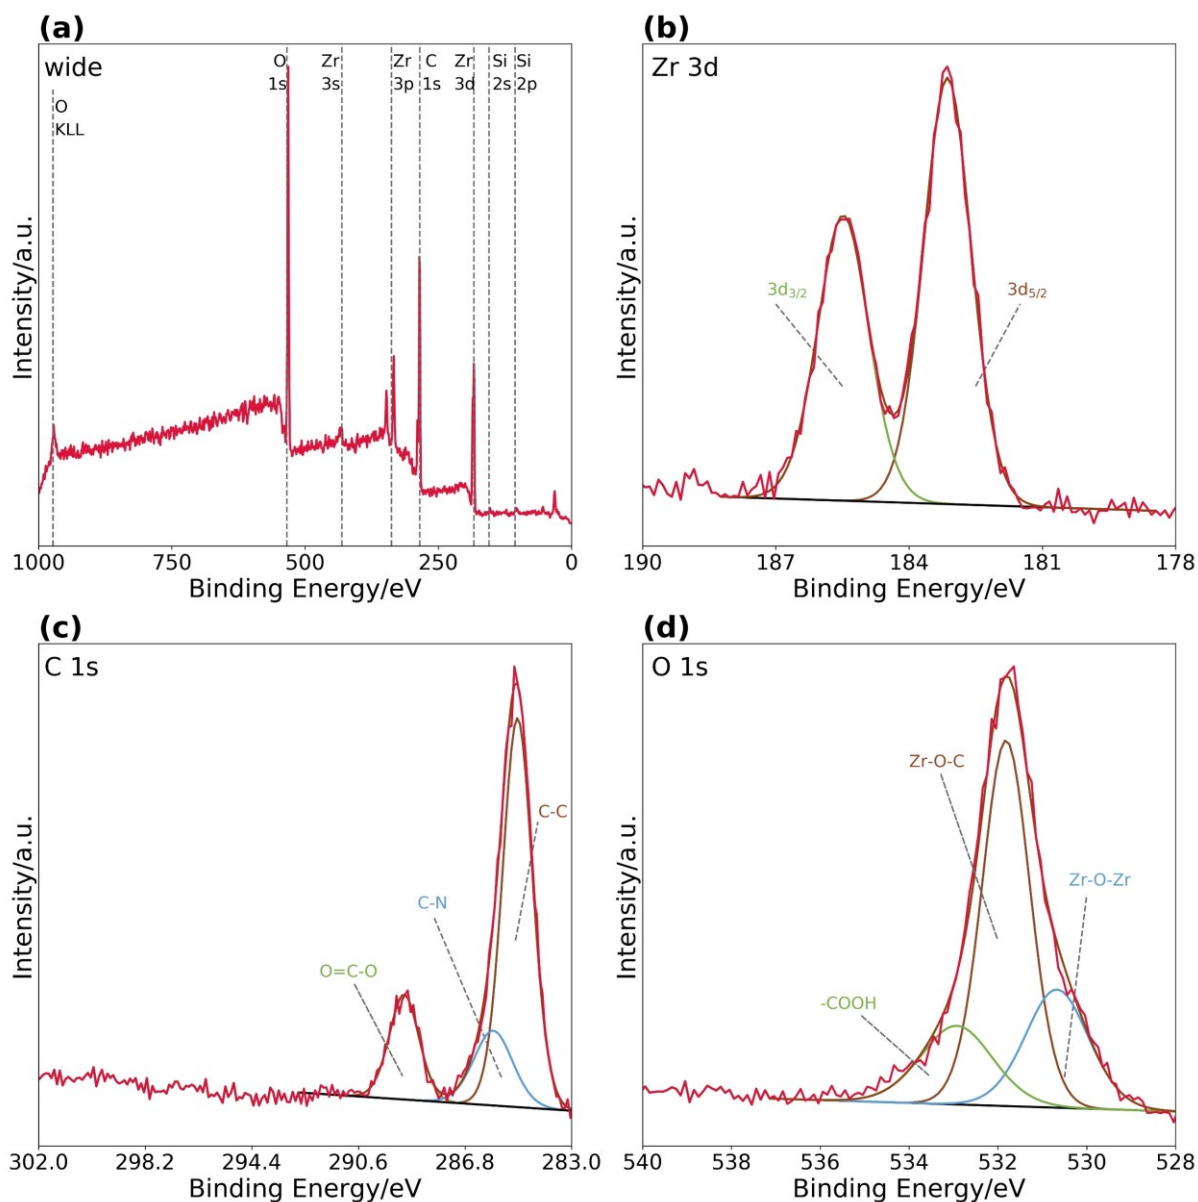 (a)
wide
O
1s
Zr
3s
Zr
3p
C
1s
Zr
3d
Si
2s
Si
2p
O
KLL
Intensity/a.u.
1000
750
500
250
0
Binding Energy/eV
(b)
Zr 3d
3d3/2
3d5/2
Intensity/a.u.
190
187
184
181
178
Binding Energy/eV
(c)
C 1s
C-C
C-N
O=C-O
Intensity/a.u.
302.0
298.2
294.4
290.6
286.8
283.0
Binding Energy/eV
(d)
O 1s
Zr-O-C
Zr-O-Zr
-COOH
Intensity/a.u.
540
538
536
534
532
530
528
Binding Energy/eV